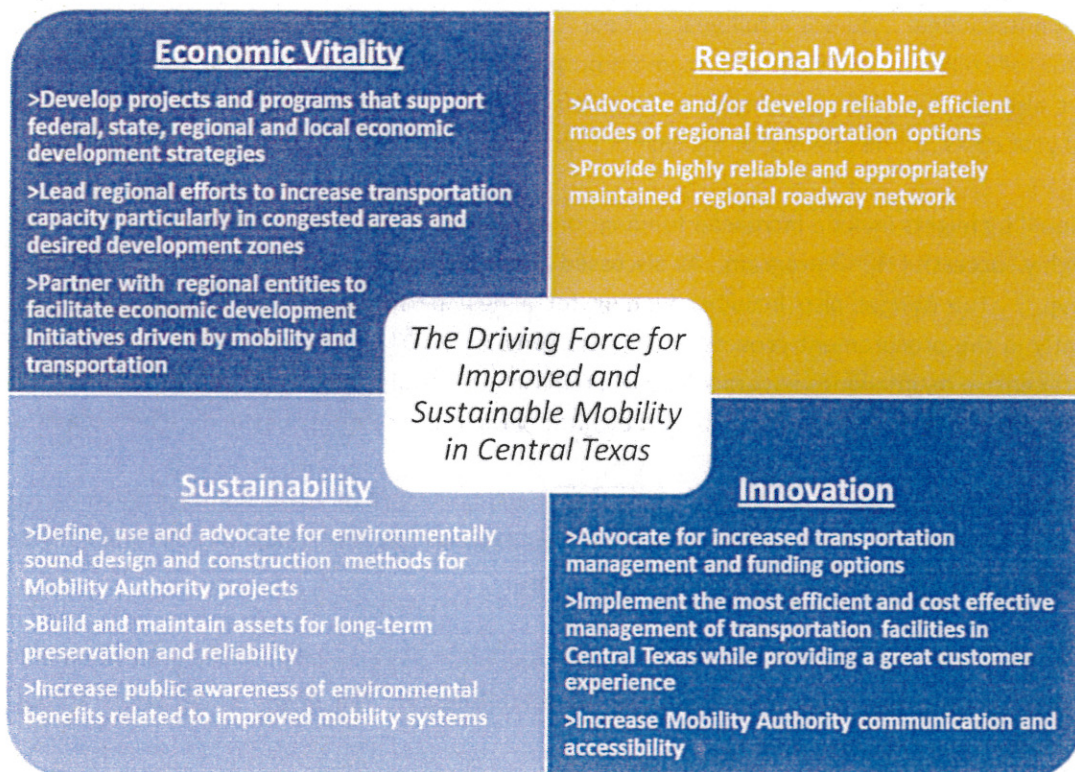 Economic Vitality
>Develop projects and programs that support
federal, state, regional and local economic
development strategies
>Lead regional efforts to increase transportation
capacity particularly in congested areas and
desired development zones
>Partner with regional entities to
facilitate economic development
Initiatives driven by mobility and
transportation
Regional Mobility
>Advocate and/or develop reliable, efficient
modes of regional transportation options
>Provide highly reliable and appropriately
maintained regional roadway network
The Driving Force for
Improved and
Sustainable Mobility
in Central Texas
Sustainability
>Define, use and advocate for environmentally
sound design and construction methods for
Mobility Authority projects
>Build and maintain assets for long-term
preservation and reliability
>Increase public awareness of environmental
benefits related to improved mobility systems
Innovation
>Advocate for increased transportation
management and funding options
>Implement the most efficient and cost effective
management of transportation facilities in
Central Texas while providing a great customer
experience
>Increase Mobility Authority communication and
accessibility